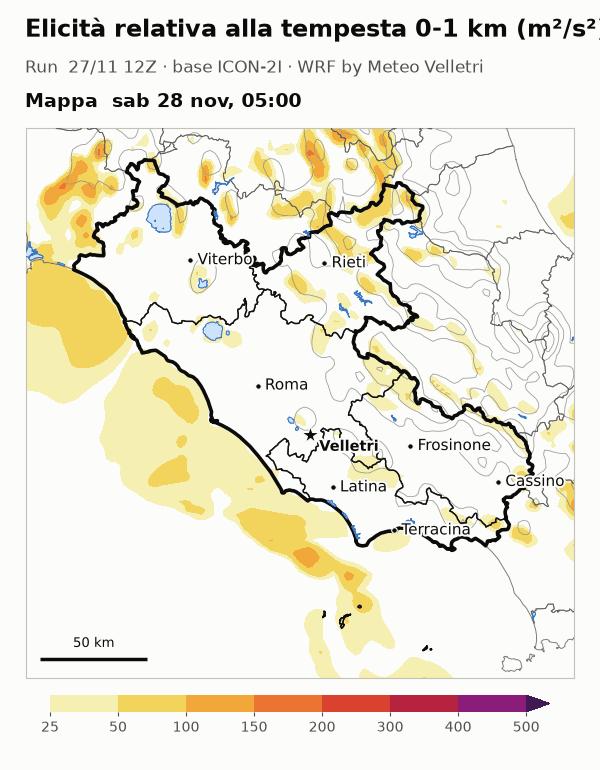 Elicità relativa alla tempesta 0-1 km (m²/s²)
Run  27/11 12Z · base ICON-2I · WRF by Meteo Velletri
Mappa  sab 28 nov, 05:00
Viterbo
Rieti
Roma
Velletri
Frosinone
Cassino
Latina
Terracina
50 km
25 50 100 150 200 300 400 500